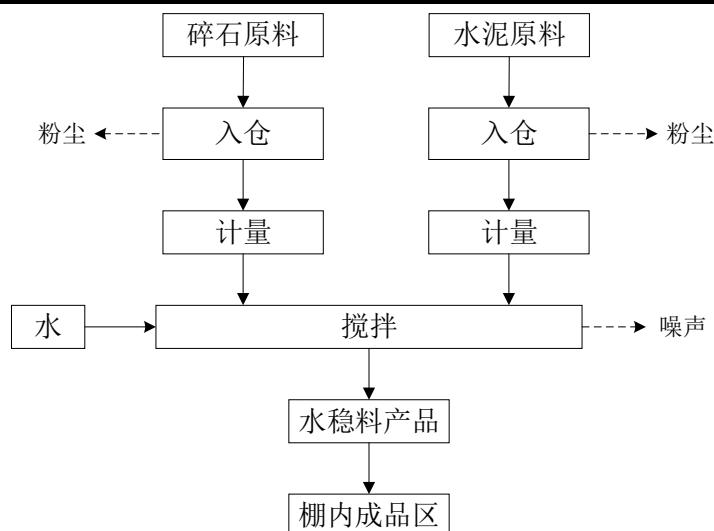 碎石原料
水泥原料
粉尘
入仓
入仓
粉尘
计量
计量
水
搅拌
噪声
水稳料产品
棚内成品区